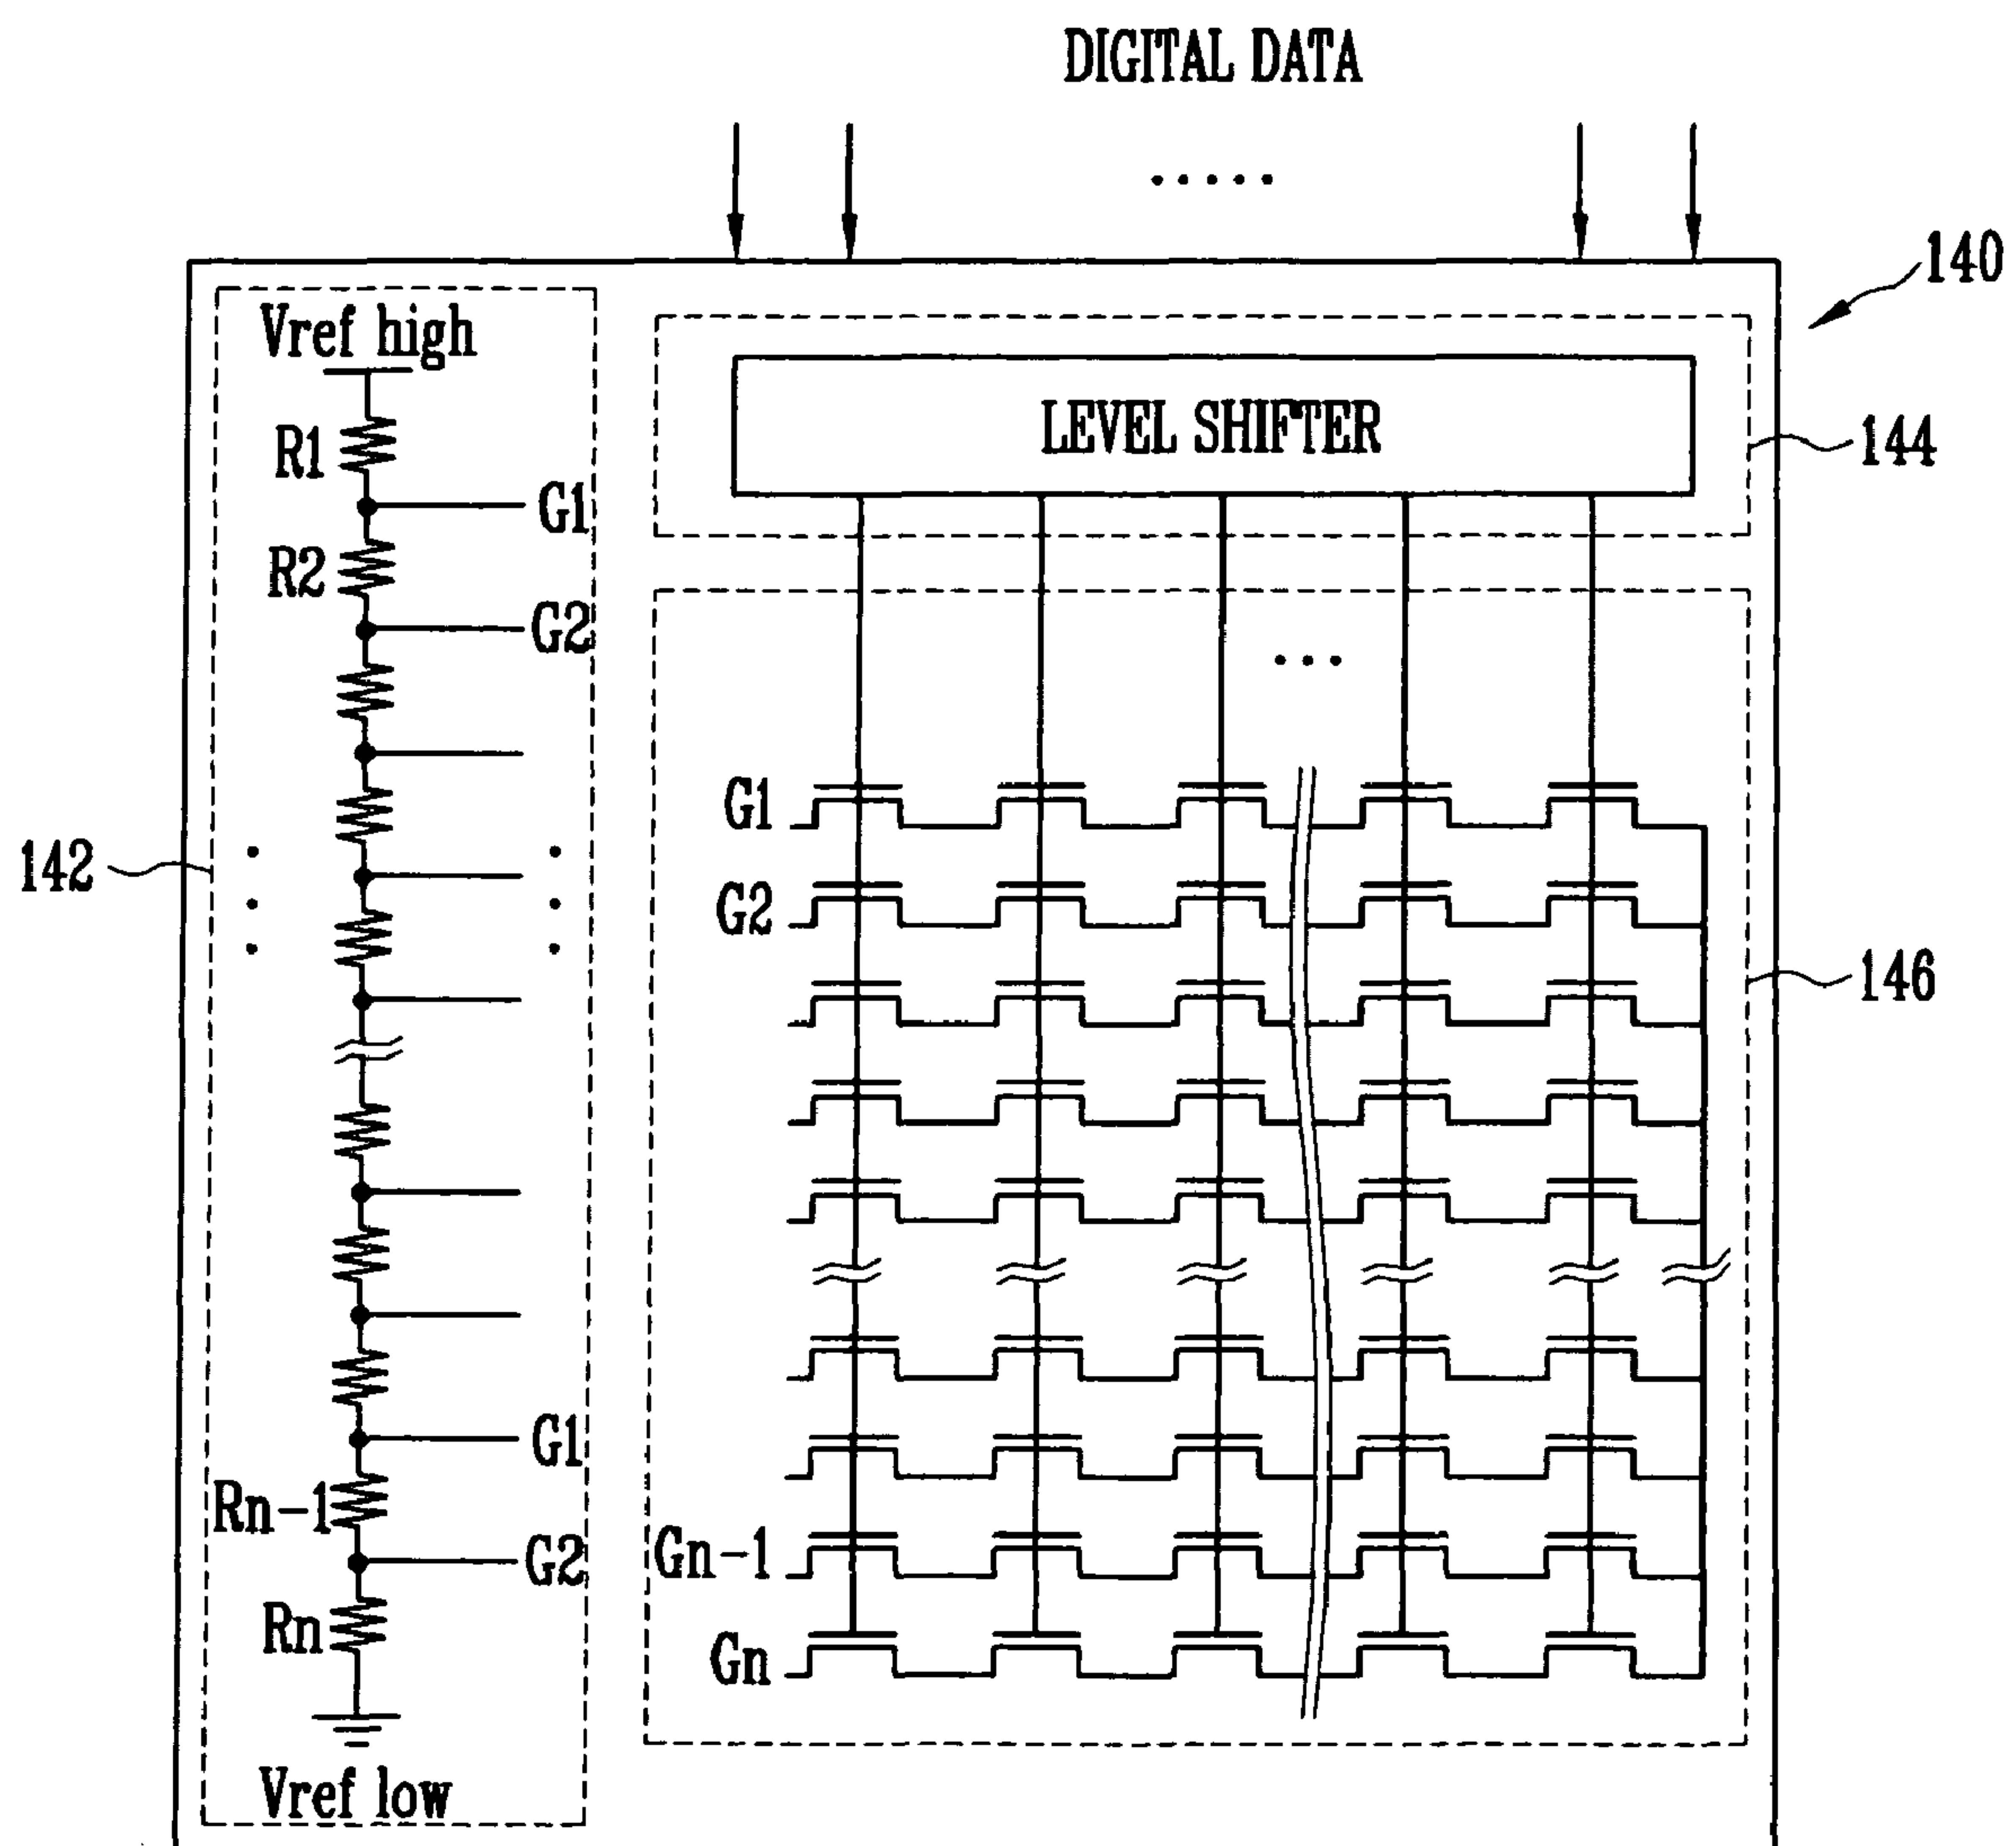 DIGITAL DATA
140
Vref high
LEVEL SHIFTER
144
R1
G1
R2
G2
G1
142
G2
146
G1
Rn-1
Gn-1
G2
Rn
Gn
Vref low